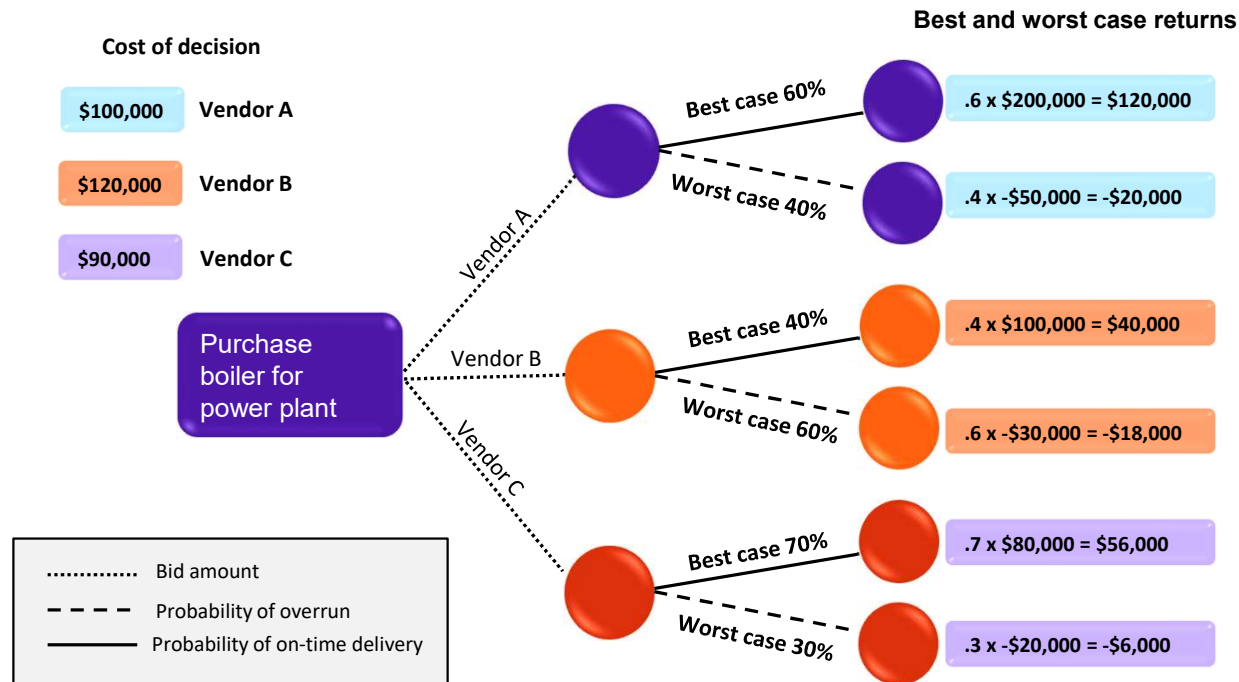 Best and worst case returns
Cost of decision
$100,000 Vendor A
$120,000 Vendor B
$90,000 Vendor C
Purchase
boiler for
power plant
Vendor A
Vendor B
Vendor C
Best case 60%
Worst case 40%
Best case 40%
Worst case 60%
Best case 70%
Worst case 30%
.6 x $200,000 = $120,000
.4 x -$50,000 = -$20,000
.4 x $100,000 = $40,000
.6 x -$30,000 = -$18,000
.7 x $80,000 = $56,000
.3 x -$20,000 = -$6,000
Bid amount
Probability of overrun
Probability of on-time delivery